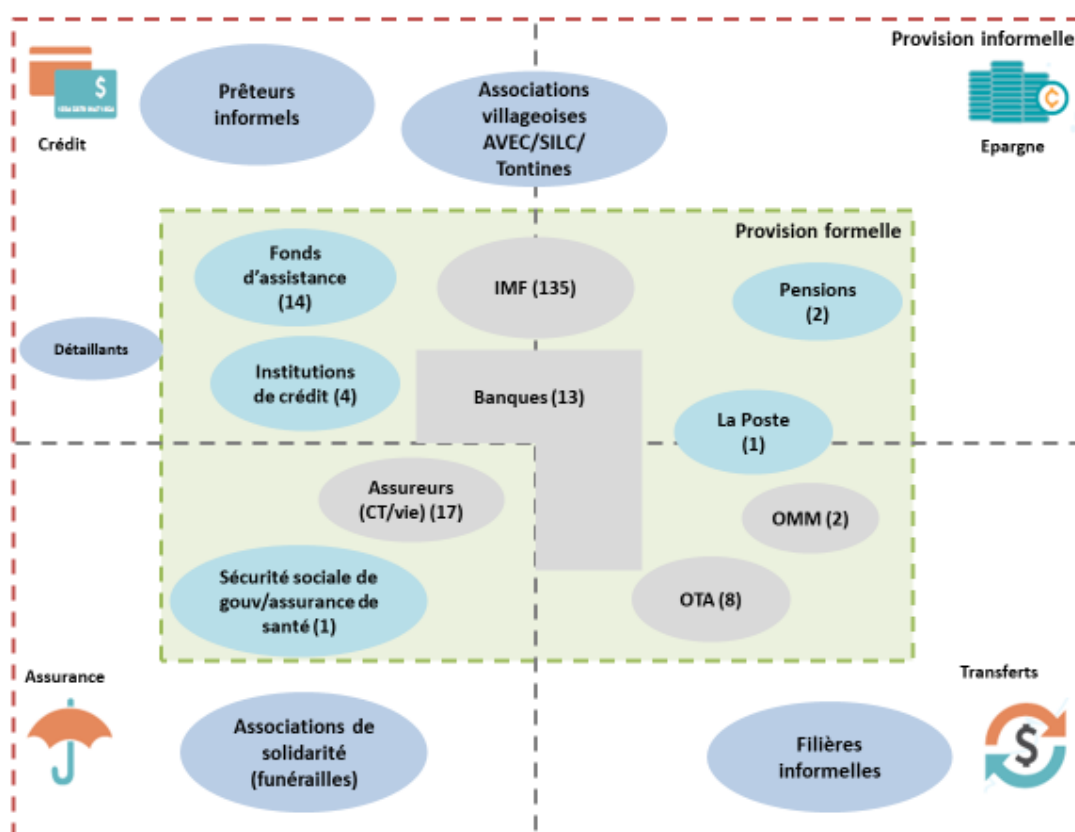 Provision informelle
Crédit
Prêteurs
informels
Associations
villageoises
AVEC/SILC/
Tontines
Epargne
Provision formelle
Fonds
d'assistance
(14)
IMF (135)
Pensions
(2)
Détaillants
Institutions
de crédit (4)
Banques (13)
La Poste
(1)
Assureurs
(CT/vie) (17)
OMM (2)
Sécurité sociale de
gouv/assurance de
santé (1)
OTA (8)
Assurance
Transferts
Associations de
solidarité
(funérailles)
Filières
informelles